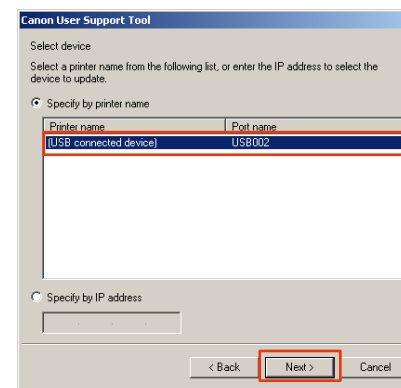 Canon User Support Tool
Select device
Select a printer name from the following list, or enter the IP address to select the
device to update.
Specify by printer name
Printer name Port name
(USB connected device) USB002
Specify by IP address
. . .
< Back Next > Cancel